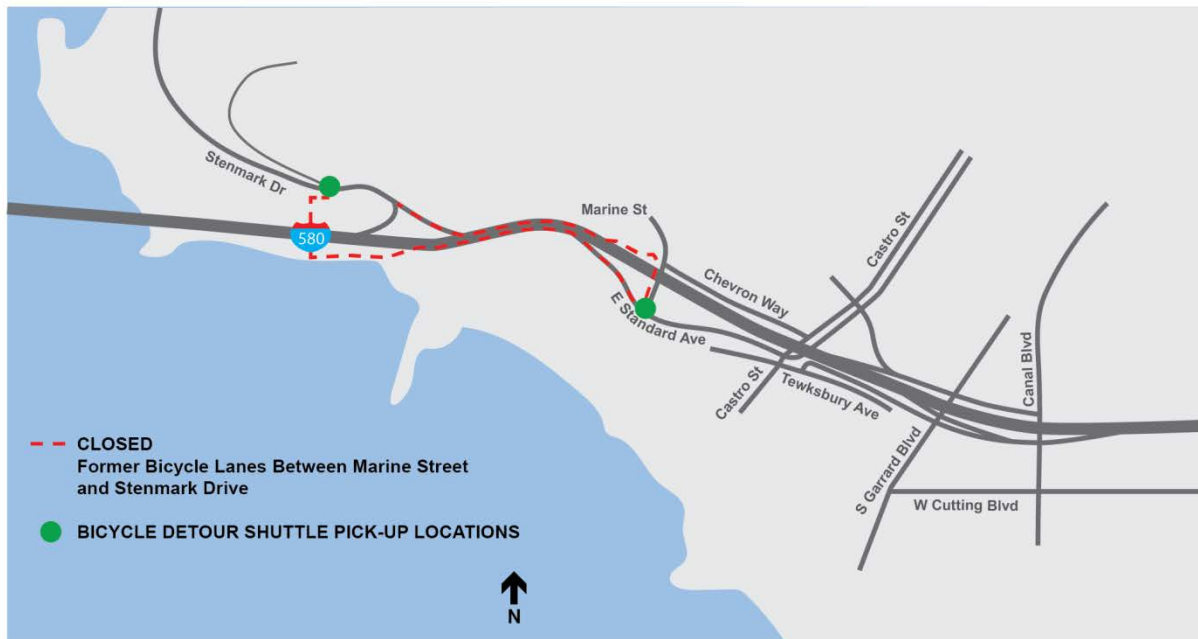 Stenmark Dr
580
Marine St
Castro St
Chevron Way
E Standard Ave
Castro St
Tewksbury Ave
Canal Blvd
S Garrard Blvd
W Cutting Blvd
CLOSED
Former Bicycle Lanes Between Marine Street
and Stenmark Drive
BICYCLE DETOUR SHUTTLE PICK-UP LOCATIONS
N